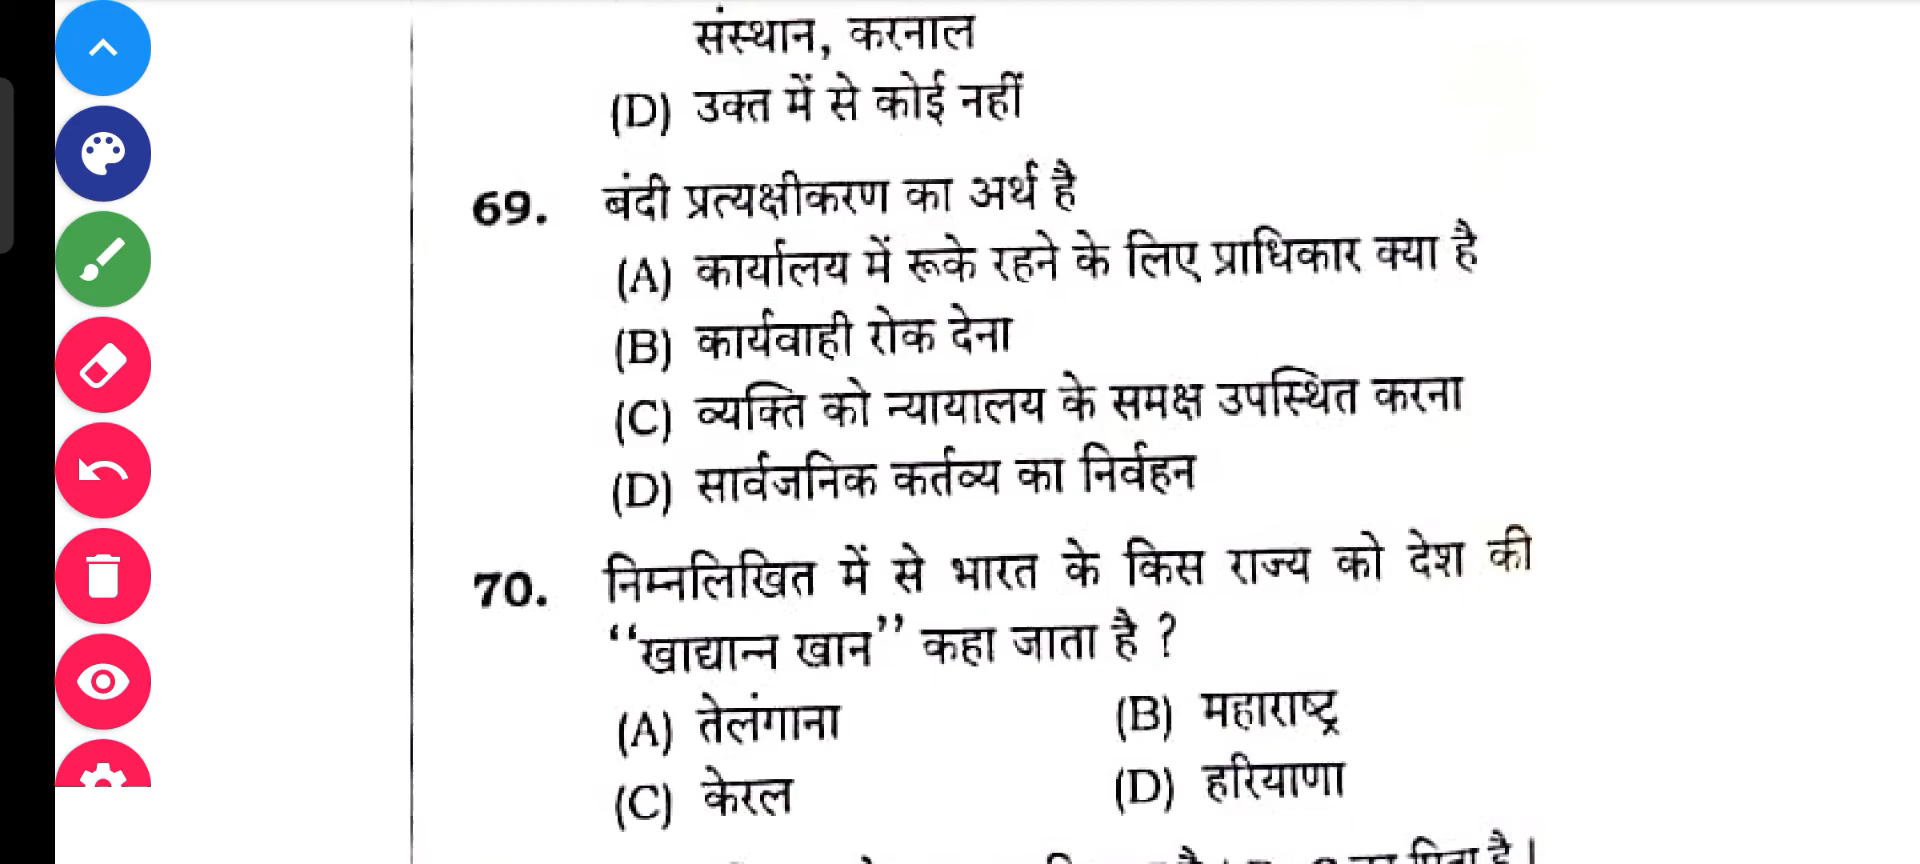 संस्थान, करनाल
(D) उक्त में से कोई नहीं
69. बंदी प्रत्यक्षीकरण का अर्थ है
(A) कार्यालय में रूके रहने के लिए प्राधिकार क्या है
(B) कार्यवाही रोक देना
(C) व्यक्ति को न्यायालय के समक्ष उपस्थित करना
(D) सार्वजनिक कर्तव्य का निर्वहन
70. निम्नलिखित में से भारत के किस राज्य को देश की
“खाद्यान्न खान” कहा जाता है ?
(A) तेलंगाना (B) महाराष्ट्र
(C) केरल (D) हरियाणा